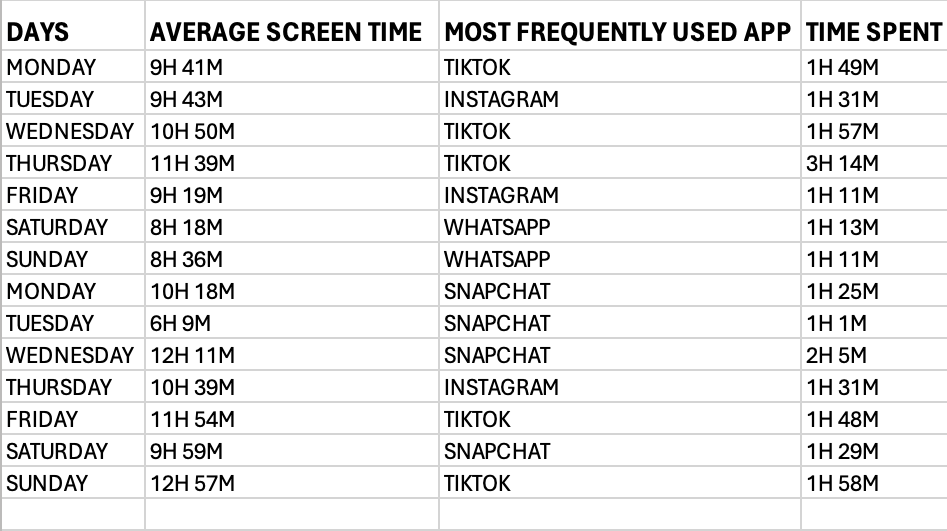 DAYS AVERAGE SCREEN TIME MOST FREQUENTLY USED APP TIME SPENT
MONDAY 9H 41M TIKTOK 1H 49M
TUESDAY 9H 43M INSTAGRAM 1H 31M
WEDNESDAY 10H 50M TIKTOK 1H 57M
THURSDAY 11H 39M TIKTOK 3H 14M
FRIDAY 9H 19M INSTAGRAM 1H 11M
SATURDAY 8H 18M WHATSAPP 1H 13M
SUNDAY 8H 36M WHATSAPP 1H 11M
MONDAY 10H 18M SNAPCHAT 1H 25M
TUESDAY 6H 9M SNAPCHAT 1H 1M
WEDNESDAY 12H 11M SNAPCHAT 2H 5M
THURSDAY 10H 39M INSTAGRAM 1H 31M
FRIDAY 11H 54M TIKTOK 1H 48M
SATURDAY 9H 59M SNAPCHAT 1H 29M
SUNDAY 12H 57M TIKTOK 1H 58M